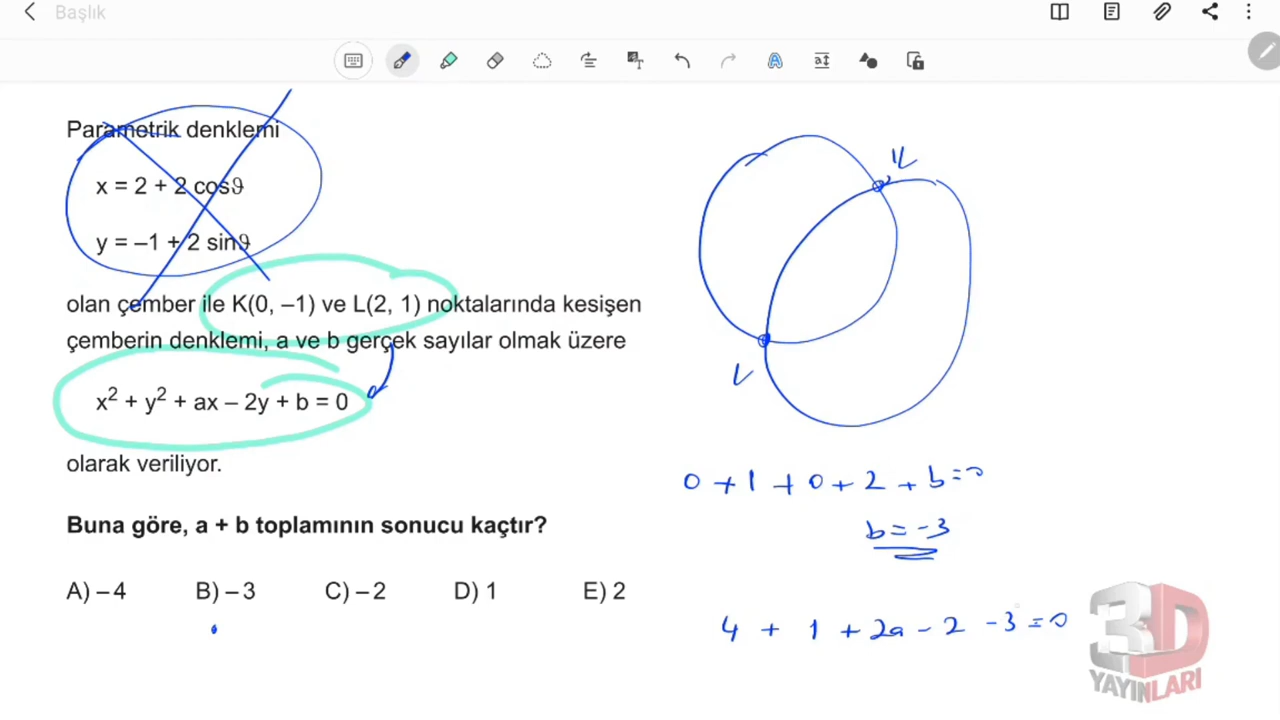 Başlık
Parametrik denklemi
x = 2 + 2 cosϑ
y = –1 + 2 sinϑ
olan çember ile K(0, –1) ve L(2, 1) noktalarında kesişen
çemberin denklemi, a ve b gerçek sayılar olmak üzere
x² + y² + ax – 2y + b = 0
olarak veriliyor.
Buna göre, a + b toplamının sonucu kaçtır?
A) – 4 B) – 3 C) – 2 D) 1 E) 2
0 + 1 + 0 + 2 + b = 0
b = -3
4 + 1 + 2a - 2 - 3 = 0
3D
YAYINLARI